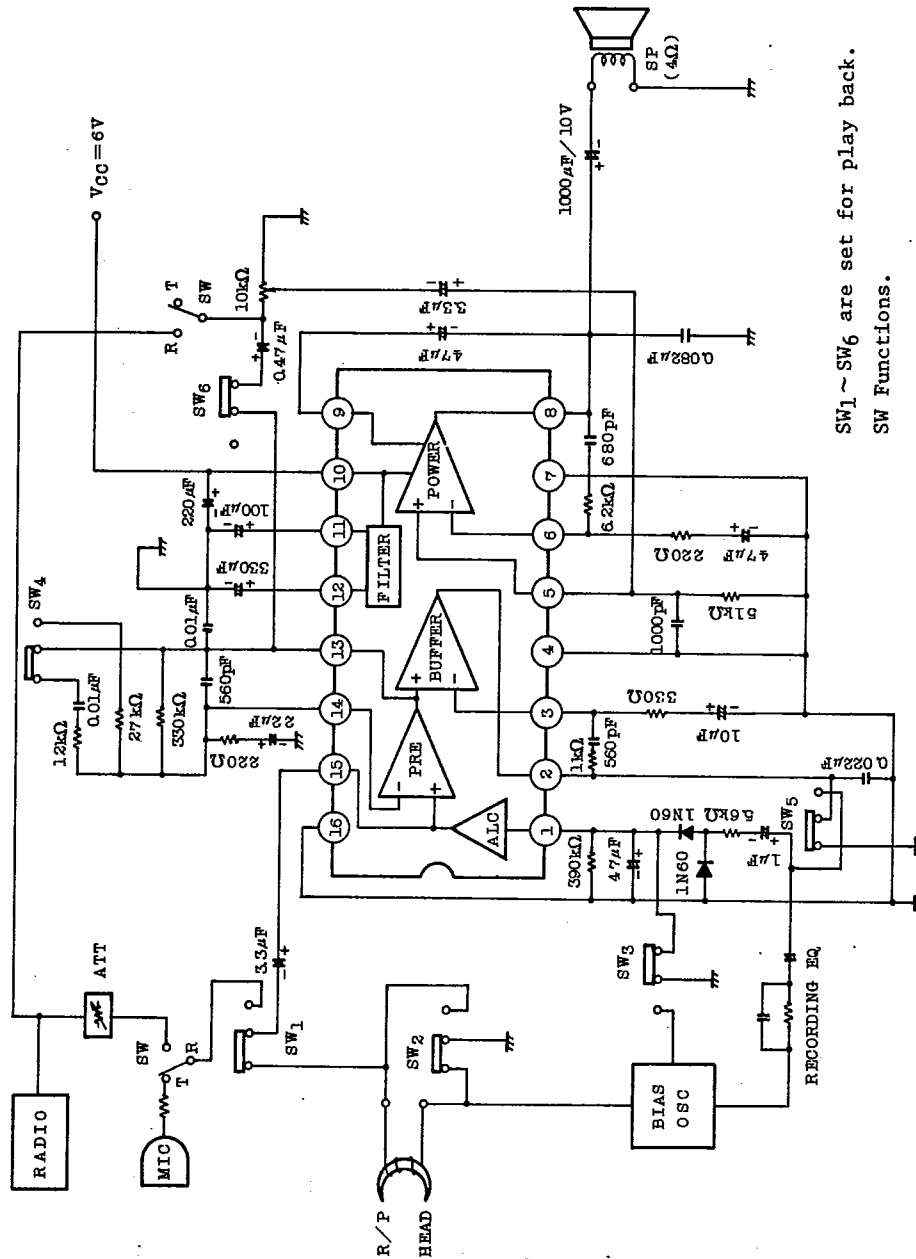 RADIO
ATT
MIC
SW
T
R
R/P
HEAD
SW1
SW2
SW3
BIAS
OSC
RECORDING EQ
3.3μF
12kΩ
0.01μF
27kΩ
330kΩ
560pF
0.01μF
220Ω
22μF
SW4
330μF
100μF
220μF
VCC=6V
R
T
SW
SW6
0.47μF
10kΩ
16
15
14
13
12
11
10
9
ALC
PRE
BUFFER
FILTER
POWER
1
2
3
4
5
6
7
8
390kΩ
47μF
1N60
1N60
5.6kΩ
1μF
SW5
0.022μF
1kΩ
560pF
330Ω
10μF
1000pF
51kΩ
220Ω
47μF
6.2kΩ
680pF
47μF
3.3μF
0.082μF
1000μF/10V
SP
(4Ω)
SW1~SW6 are set for play back.
SW Functions.